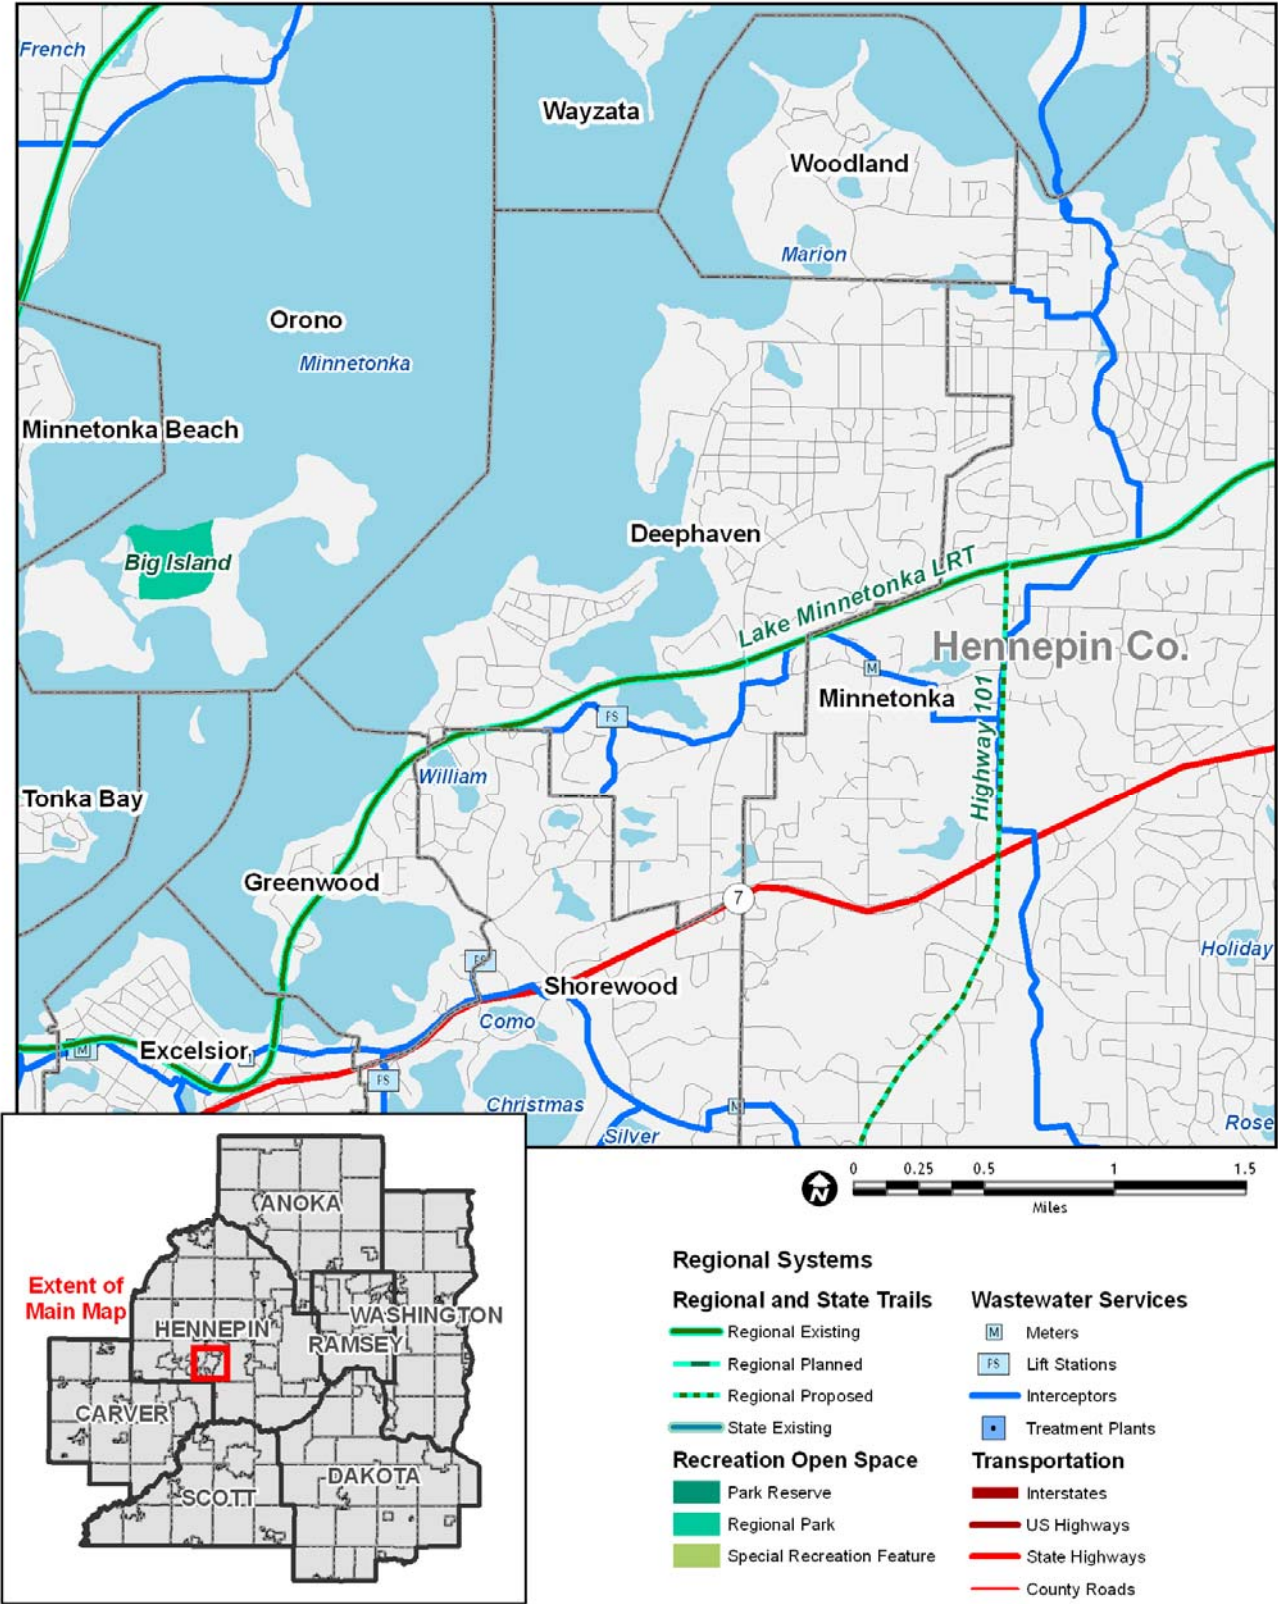 French
Wayzata
Woodland
Marion
Orono
Minnetonka
Minnetonka Beach
Big Island
Deephaven
Lake Minnetonka LRT
Hennepin Co.
M
Minnetonka
Highway 101
PS
William
Tonka Bay
Greenwood
7
Holiday
Shorewood
Como
M
Excelsior
PS
Christmas
M
Silver
Rose
ANOKA
Extent of
Main Map
HENNEPIN
WASHINGTON
RAMSEY
CARVER
SCOTT
DAKOTA
N
0 0.25 0.5 1 1.5
Miles
Regional Systems
Regional and State Trails
Regional Existing
Regional Planned
Regional Proposed
State Existing
Recreation Open Space
Park Reserve
Regional Park
Special Recreation Feature
Wastewater Services
M Meters
PS Lift Stations
Interceptors
Treatment Plants
Transportation
Interstates
US Highways
State Highways
County Roads